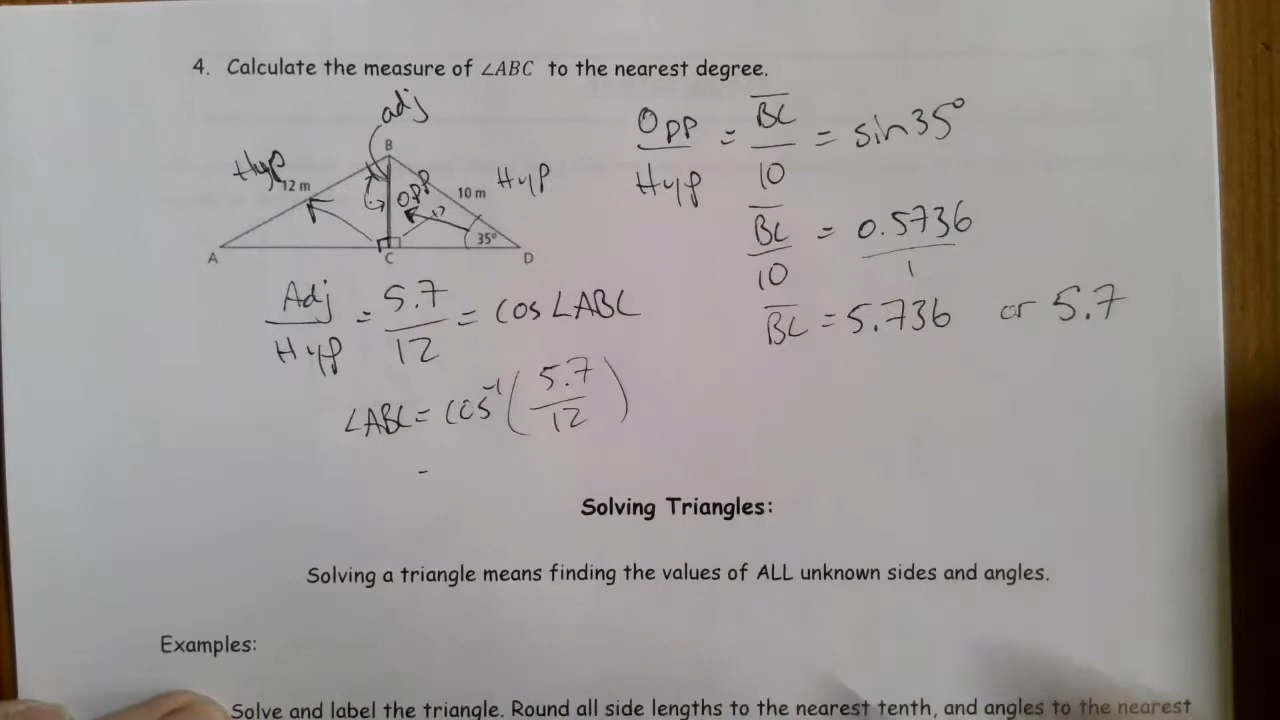 4. Calculate the measure of ∠ABC to the nearest degree.
adj
B
Hyp
12 m
opp
10 m
Hyp
35°
A
C
D
Opp/Hyp = BC/10 = sin35°
BC/10 = 0.5736/1
BC = 5.736 or 5.7
Adj/Hyp = 5.7/12 = cos∠ABC
∠ABC = cos⁻¹(5.7/12)
=
Solving Triangles:
Solving a triangle means finding the values of ALL unknown sides and angles.
Examples:
Solve and label the triangle. Round all side lengths to the nearest tenth, and angles to the nearest